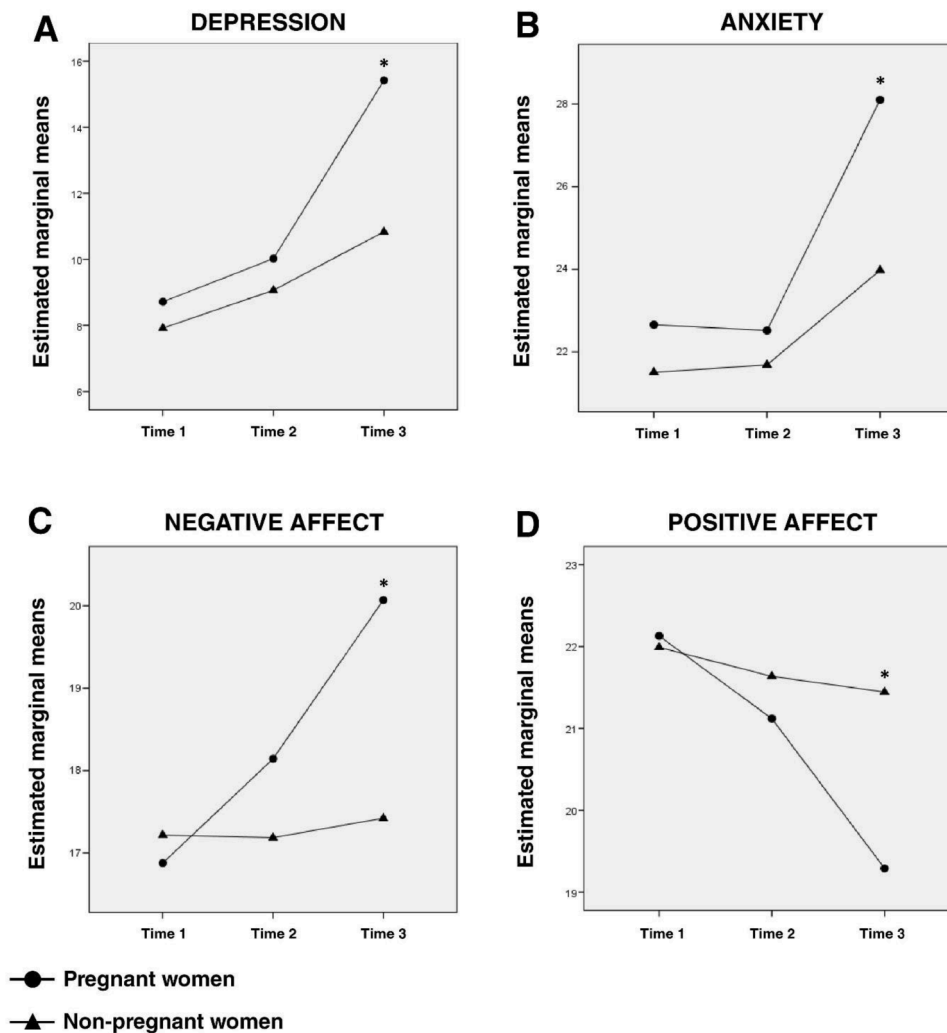 A
DEPRESSION
Estimated marginal means
16
*
14
12
10
8
6
Time 1 Time 2 Time 3
B
ANXIETY
Estimated marginal means
28
*
26
24
22
Time 1 Time 2 Time 3
C
NEGATIVE AFFECT
Estimated marginal means
20
*
19
18
17
Time 1 Time 2 Time 3
D
POSITIVE AFFECT
Estimated marginal means
23
22
*
21
20
19
Time 1 Time 2 Time 3
Pregnant women
Non-pregnant women